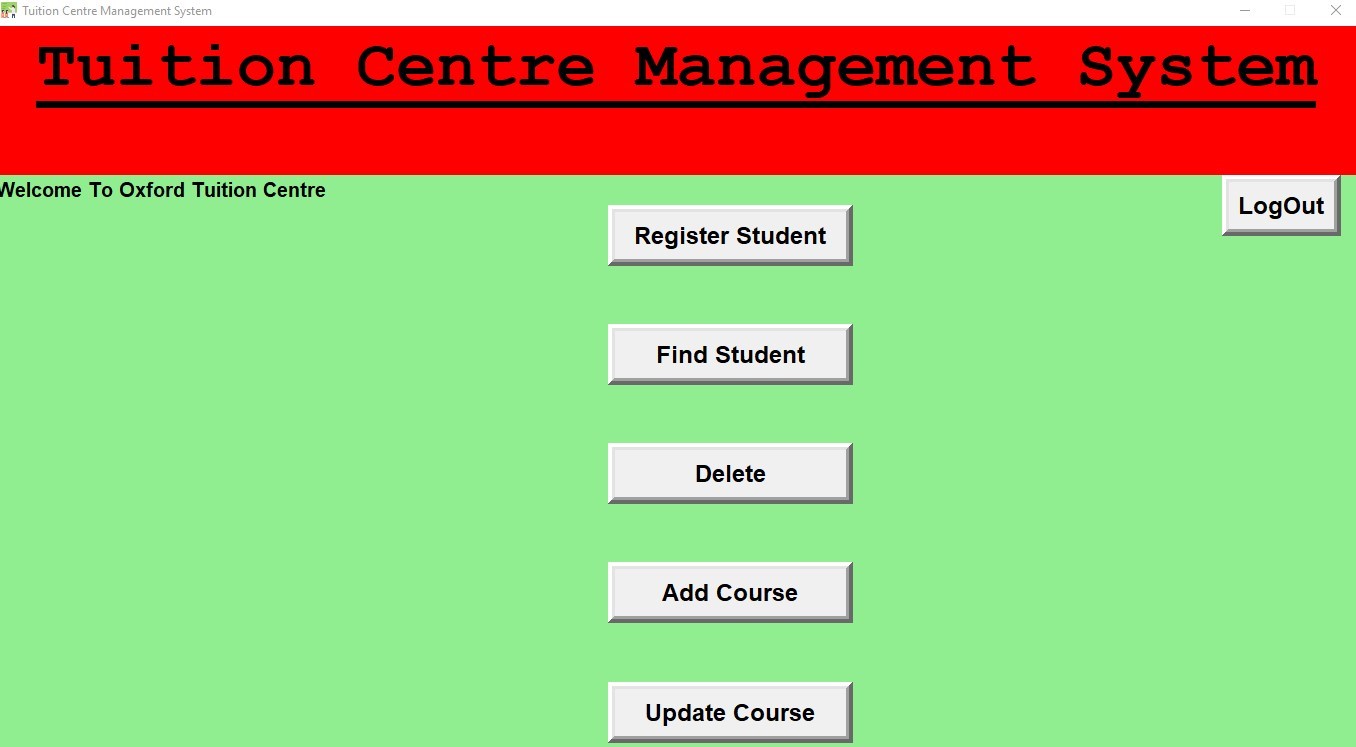 Tuition Centre Management System
Tuition Centre Management System
Welcome To Oxford Tuition Centre
LogOut
Register Student
Find Student
Delete
Add Course
Update Course